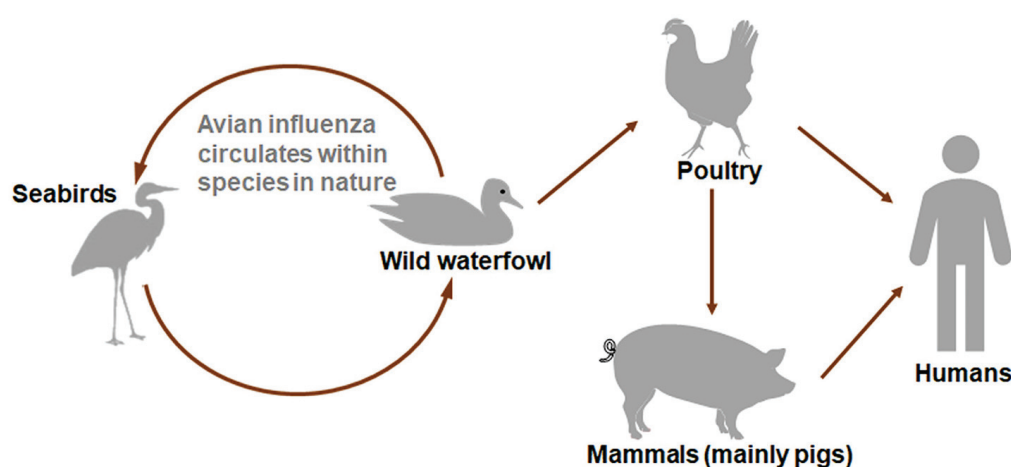 Avian influenza
circulates within
species in nature
Seabirds
Wild waterfowl
Poultry
Mammals (mainly pigs)
Humans